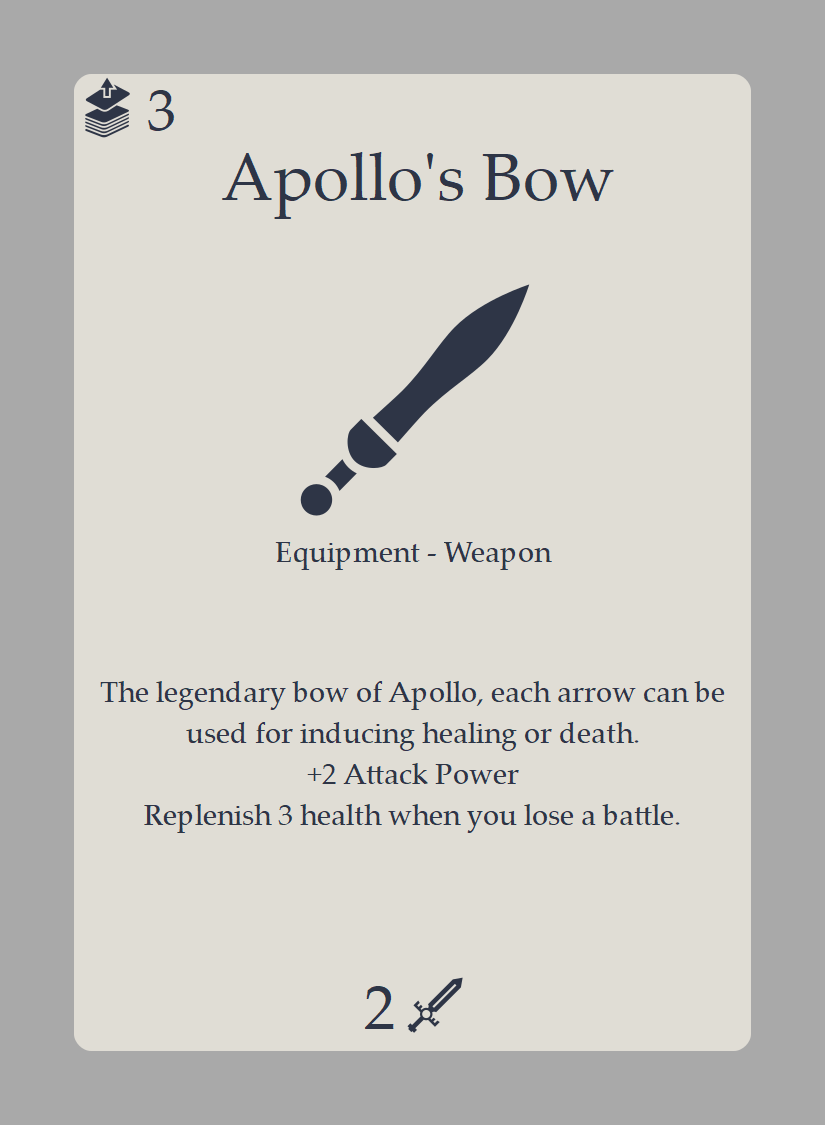 3
Apollo's Bow
Equipment - Weapon
The legendary bow of Apollo, each arrow can be
used for inducing healing or death.
+2 Attack Power
Replenish 3 health when you lose a battle.
2